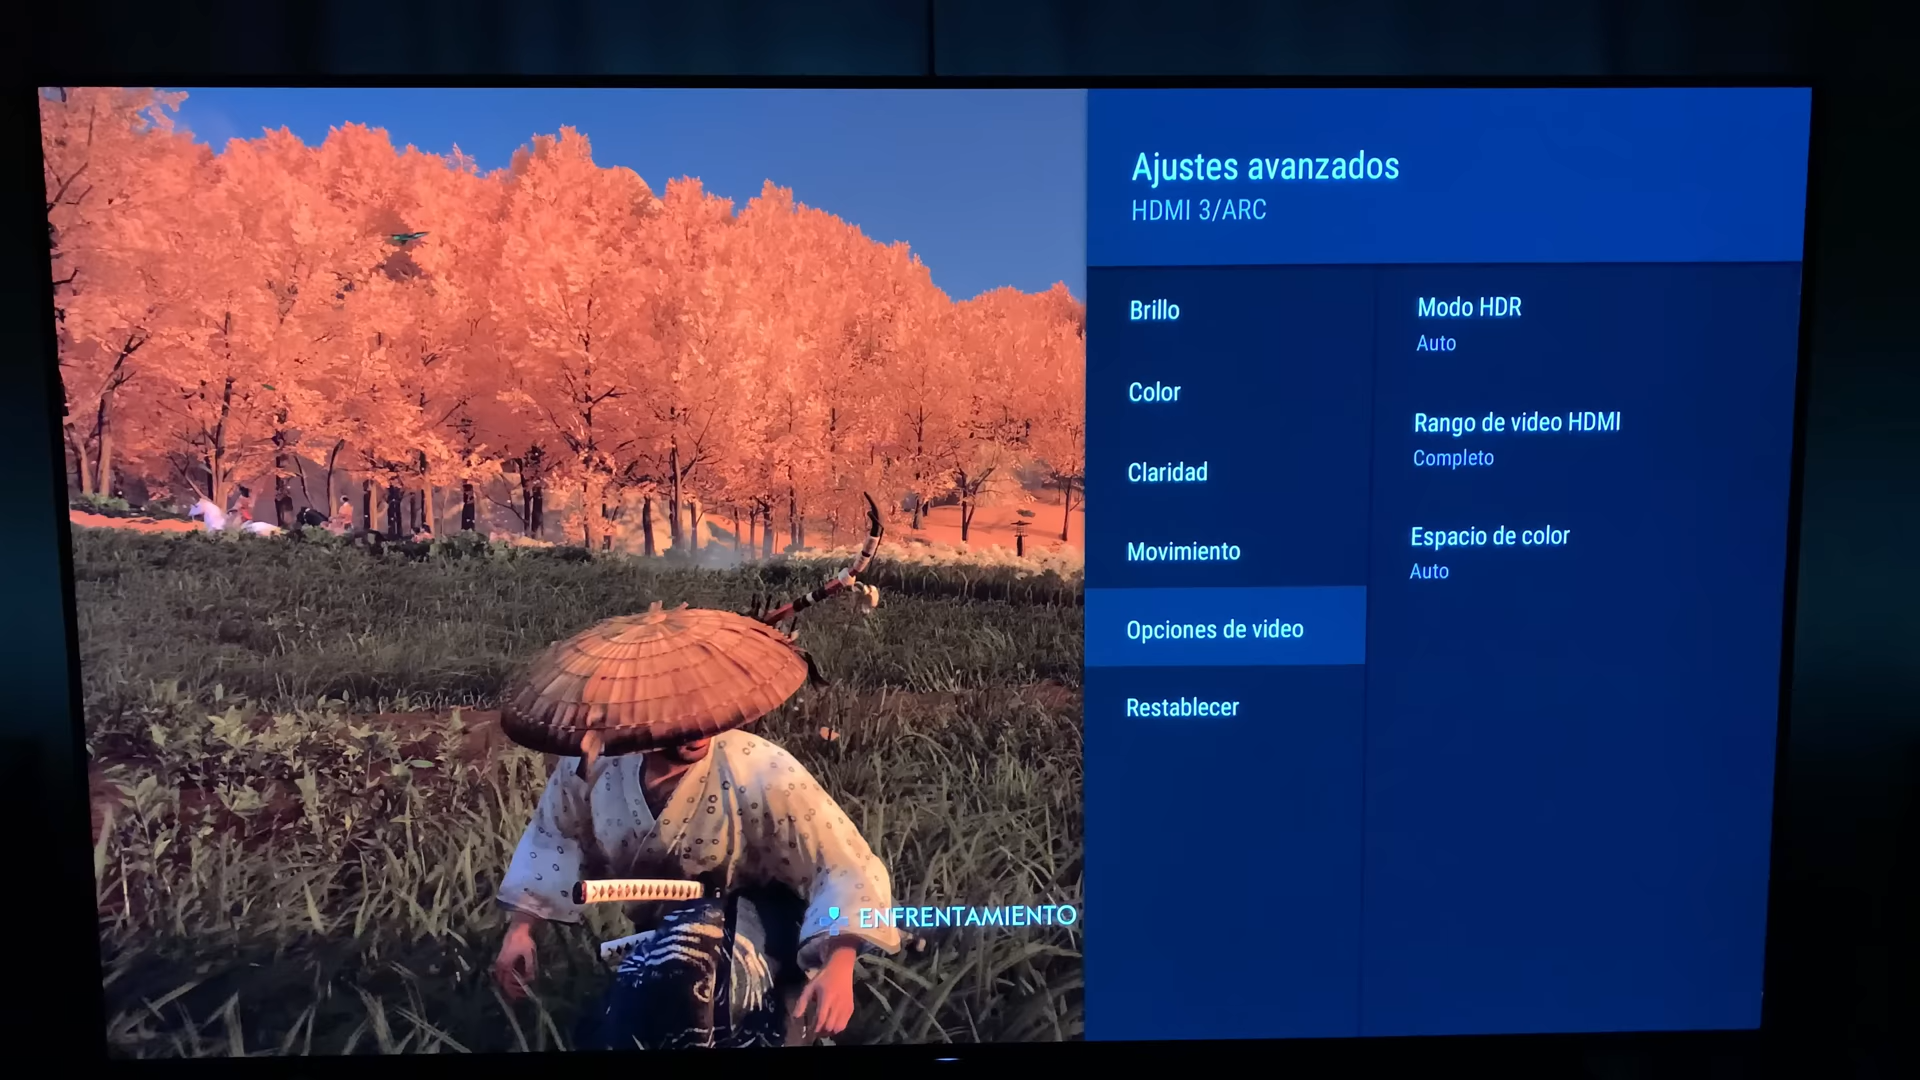 Ajustes avanzados
HDMI 3/ARC
Brillo
Color
Claridad
Movimiento
Opciones de video
Restablecer
Modo HDR
Auto
Rango de video HDMI
Completo
Espacio de color
Auto
ENFRENTAMIENTO